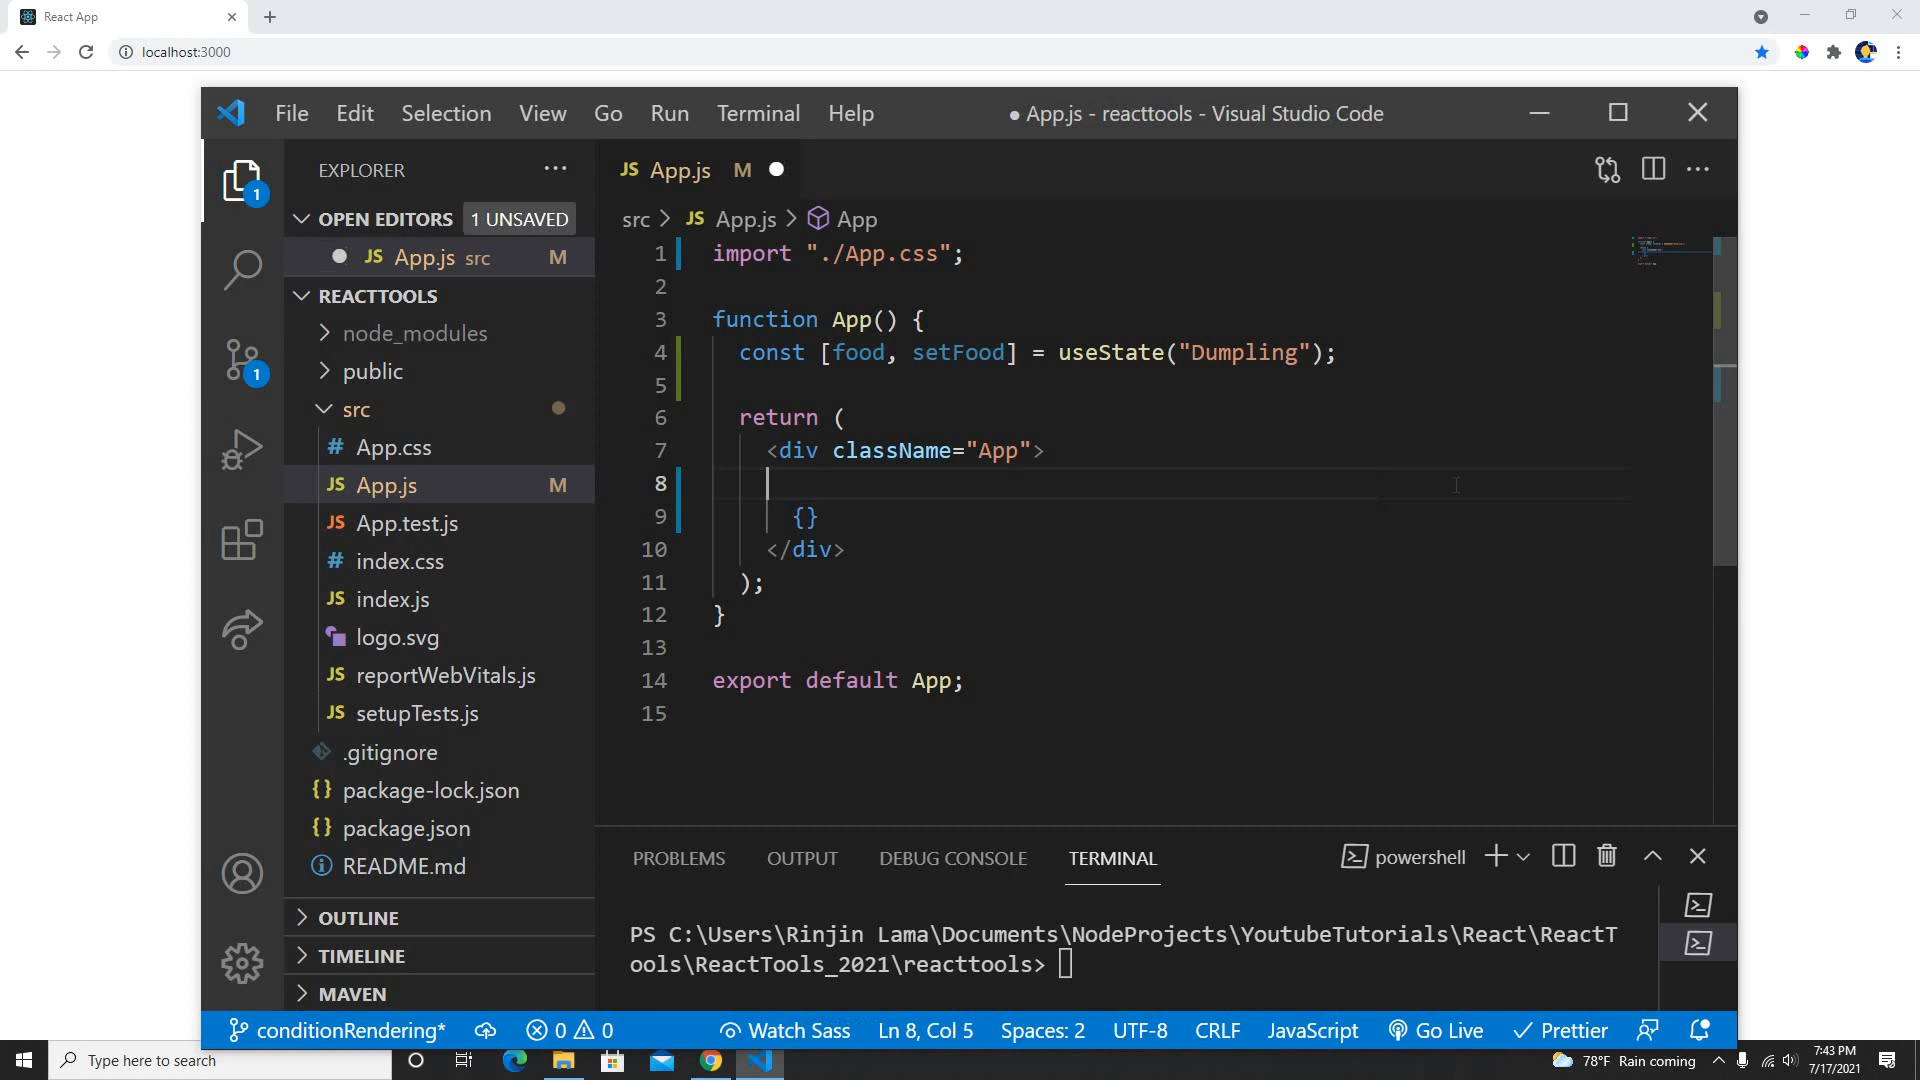 React App
localhost:3000
File Edit Selection View Go Run Terminal Help
● App.js - reacttools - Visual Studio Code
EXPLORER
OPEN EDITORS 1 UNSAVED
JS App.js src M
REACTTOOLS
node_modules
public
src
# App.css
JS App.js M
JS App.test.js
# index.css
JS index.js
logo.svg
JS reportWebVitals.js
JS setupTests.js
.gitignore
{} package-lock.json
{} package.json
README.md
OUTLINE
TIMELINE
MAVEN
1
1
JS App.js M
src > JS App.js > App
1 import "./App.css";
2
3 function App() {
4 const [food, setFood] = useState("Dumpling");
5
6 return (
7 <div className="App">
8
9 {}
10 </div>
11 );
12 }
13
14 export default App;
15
PROBLEMS OUTPUT DEBUG CONSOLE TERMINAL
powershell
PS C:\Users\Rinjin Lama\Documents\NodeProjects\YoutubeTutorials\React\ReactT
ools\ReactTools_2021\reacttools>
conditionRendering* 0 0 Watch Sass Ln 8, Col 5 Spaces: 2 UTF-8 CRLF JavaScript Go Live Prettier
Type here to search
78°F Rain coming
7:43 PM
7/17/2021